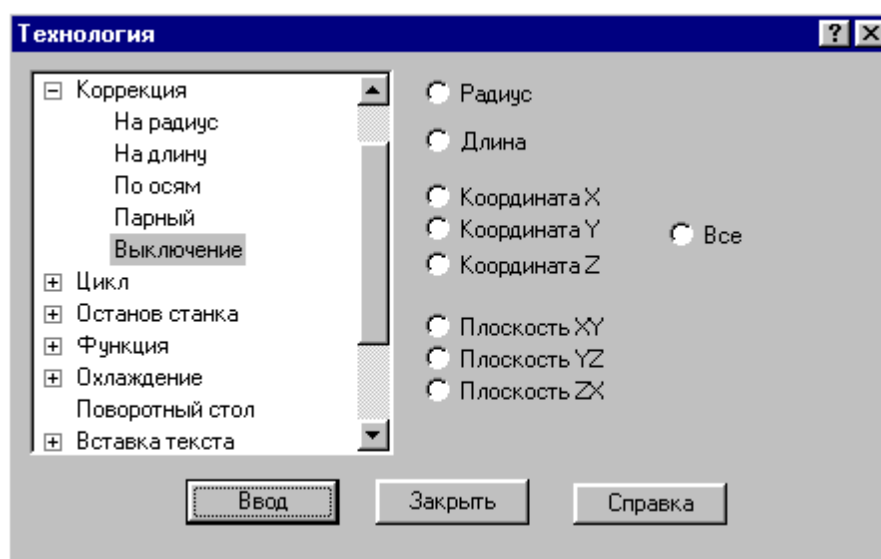 Технология
Коррекция
На радиус
На длину
По осям
Парный
Выключение
Цикл
Останов станка
Функция
Охлаждение
Поворотный стол
Вставка текста
Радиус
Длина
Координата X
Координата Y
Координата Z
Все
Плоскость XY
Плоскость YZ
Плоскость ZX
Ввод
Закрыть
Справка